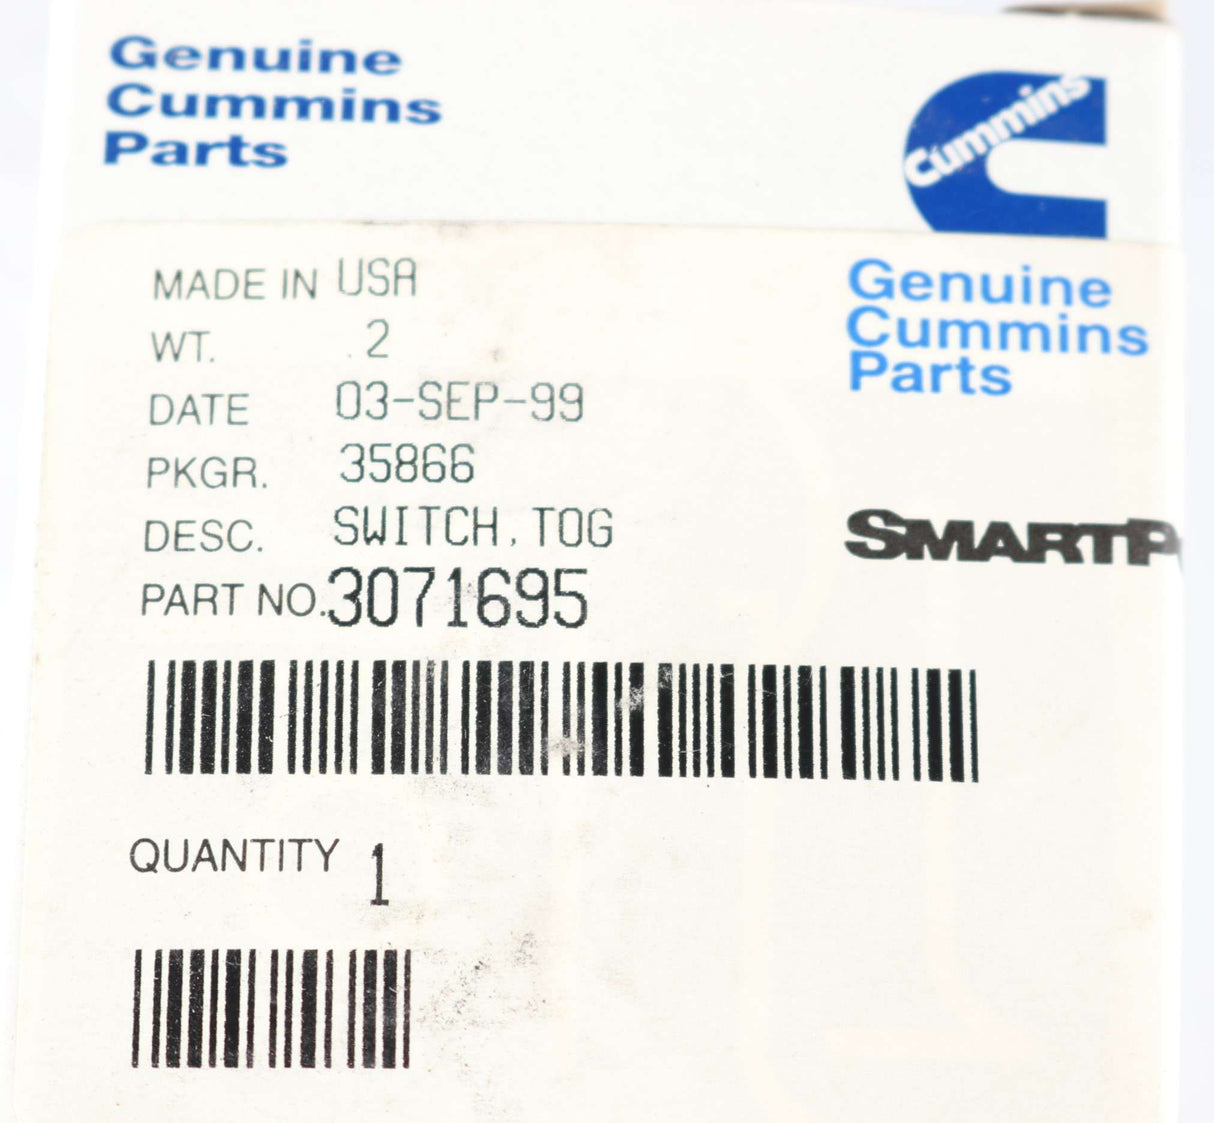 Genuine
Cummins
Parts
Cummins
MADE IN USA
WT. .2
DATE 03-SEP-99
PKGR. 35866
DESC. SWITCH,TOG
PART NO. 3071695
QUANTITY 1
Genuine
Cummins
Parts
SMARTP